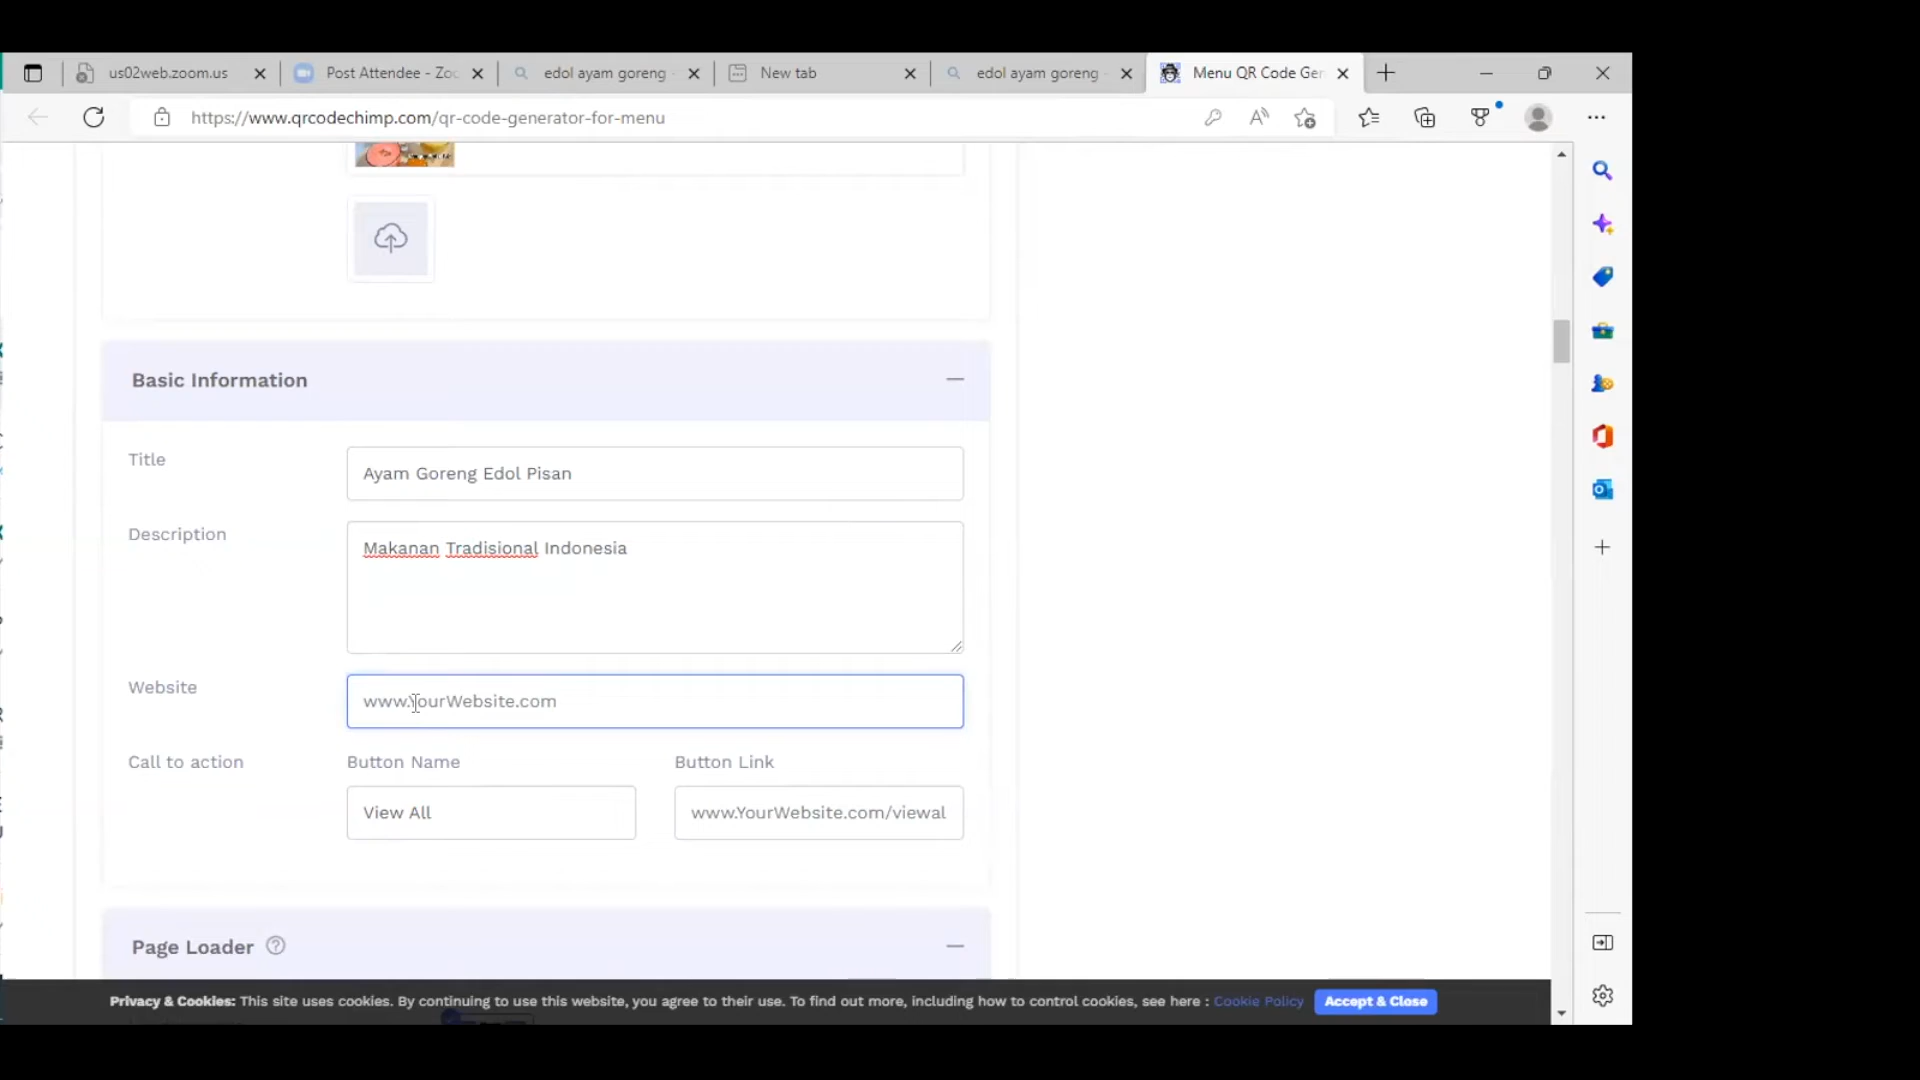 us02web.zoom.us
Post Attendee - Zoo
edol ayam goreng -
New tab
edol ayam goreng -
Menu QR Code Ger
https://www.qrcodechimp.com/qr-code-generator-for-menu
Basic Information
Title
Ayam Goreng Edol Pisan
Description
Makanan Tradisional Indonesia
Website
www.YourWebsite.com
Call to action
Button Name
Button Link
View All
www.YourWebsite.com/viewal
Page Loader
Privacy & Cookies: This site uses cookies. By continuing to use this website, you agree to their use. To find out more, including how to control cookies, see here : Cookie Policy
Accept & Close